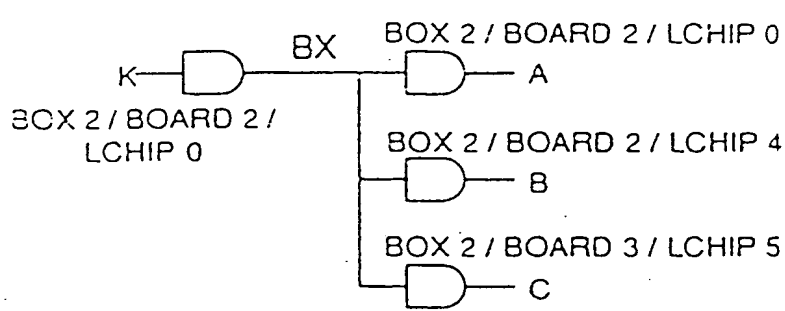 BOX 2 / BOARD 2 / LCHIP 0
BX
K
A
BOX 2 / BOARD 2 /
LCHIP 0
BOX 2 / BOARD 2 / LCHIP 4
B
BOX 2 / BOARD 3 / LCHIP 5
C